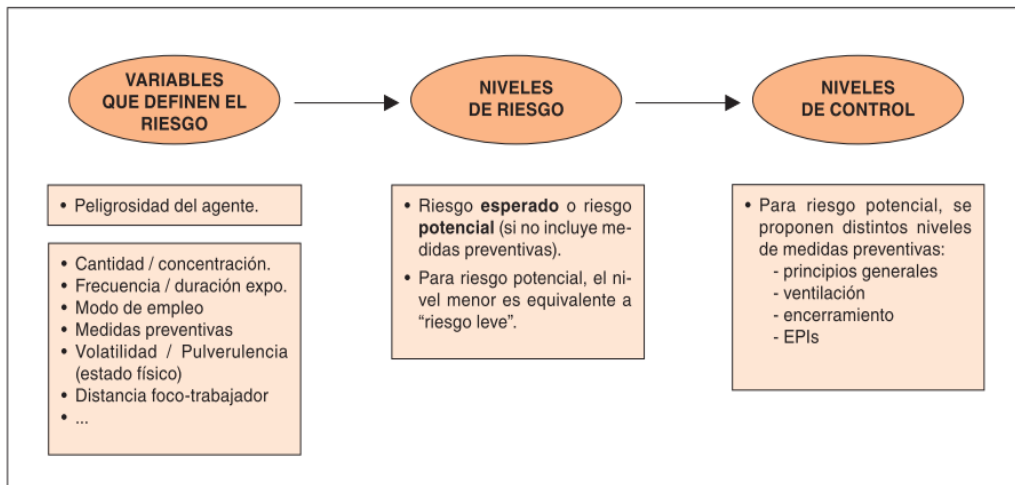 VARIABLES
QUE DEFINEN EL
RIESGO
NIVELES
DE RIESGO
NIVELES
DE CONTROL
• Peligrosidad del agente.
• Cantidad / concentración.
• Frecuencia / duración expo.
• Modo de empleo
• Medidas preventivas
• Volatilidad / Pulverulencia
(estado físico)
• Distancia foco-trabajador
• ...
• Riesgo esperado o riesgo
potencial (si no incluye me-
didas preventivas).
• Para riesgo potencial, el ni-
vel menor es equivalente a
“riesgo leve”.
• Para riesgo potencial, se
proponen distintos niveles
de medidas preventivas:
- principios generales
- ventilación
- encerramiento
- EPIs